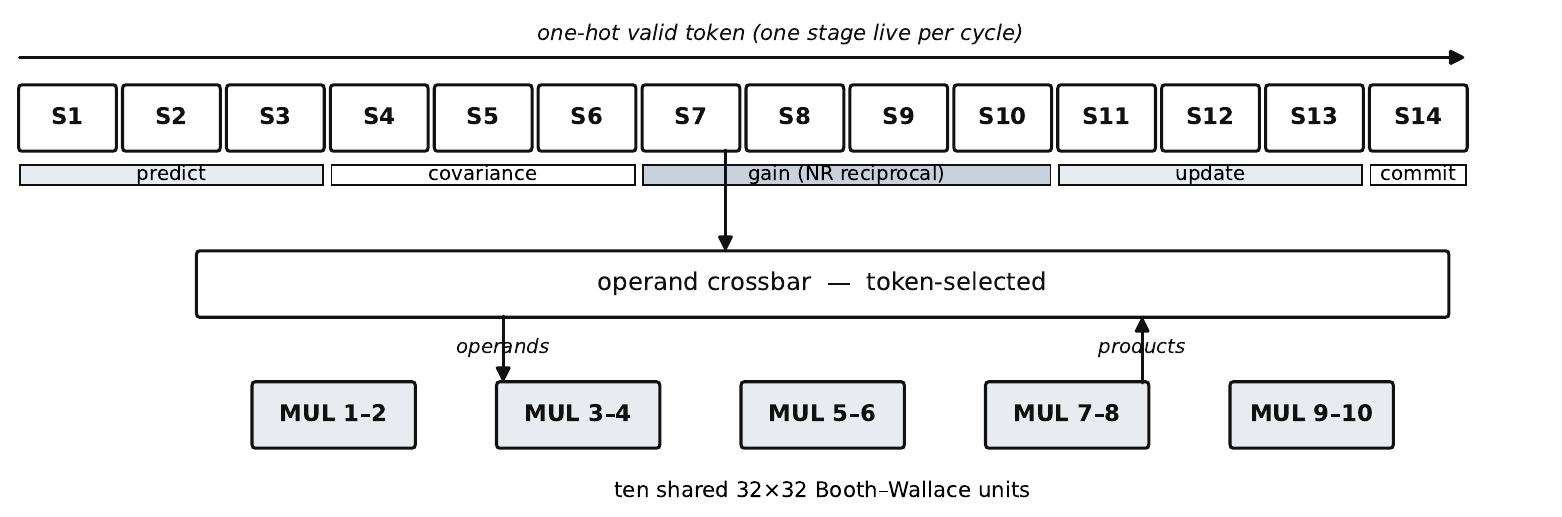 one-hot valid token (one stage live per cycle)
S1 S2 S3 S4 S5 S6 S7 S8 S9 S10 S11 S12 S13 S14
predict covariance gain (NR reciprocal) update commit
operand crossbar — token-selected
operands products
MUL 1–2 MUL 3–4 MUL 5–6 MUL 7–8 MUL 9–10
ten shared 32×32 Booth–Wallace units